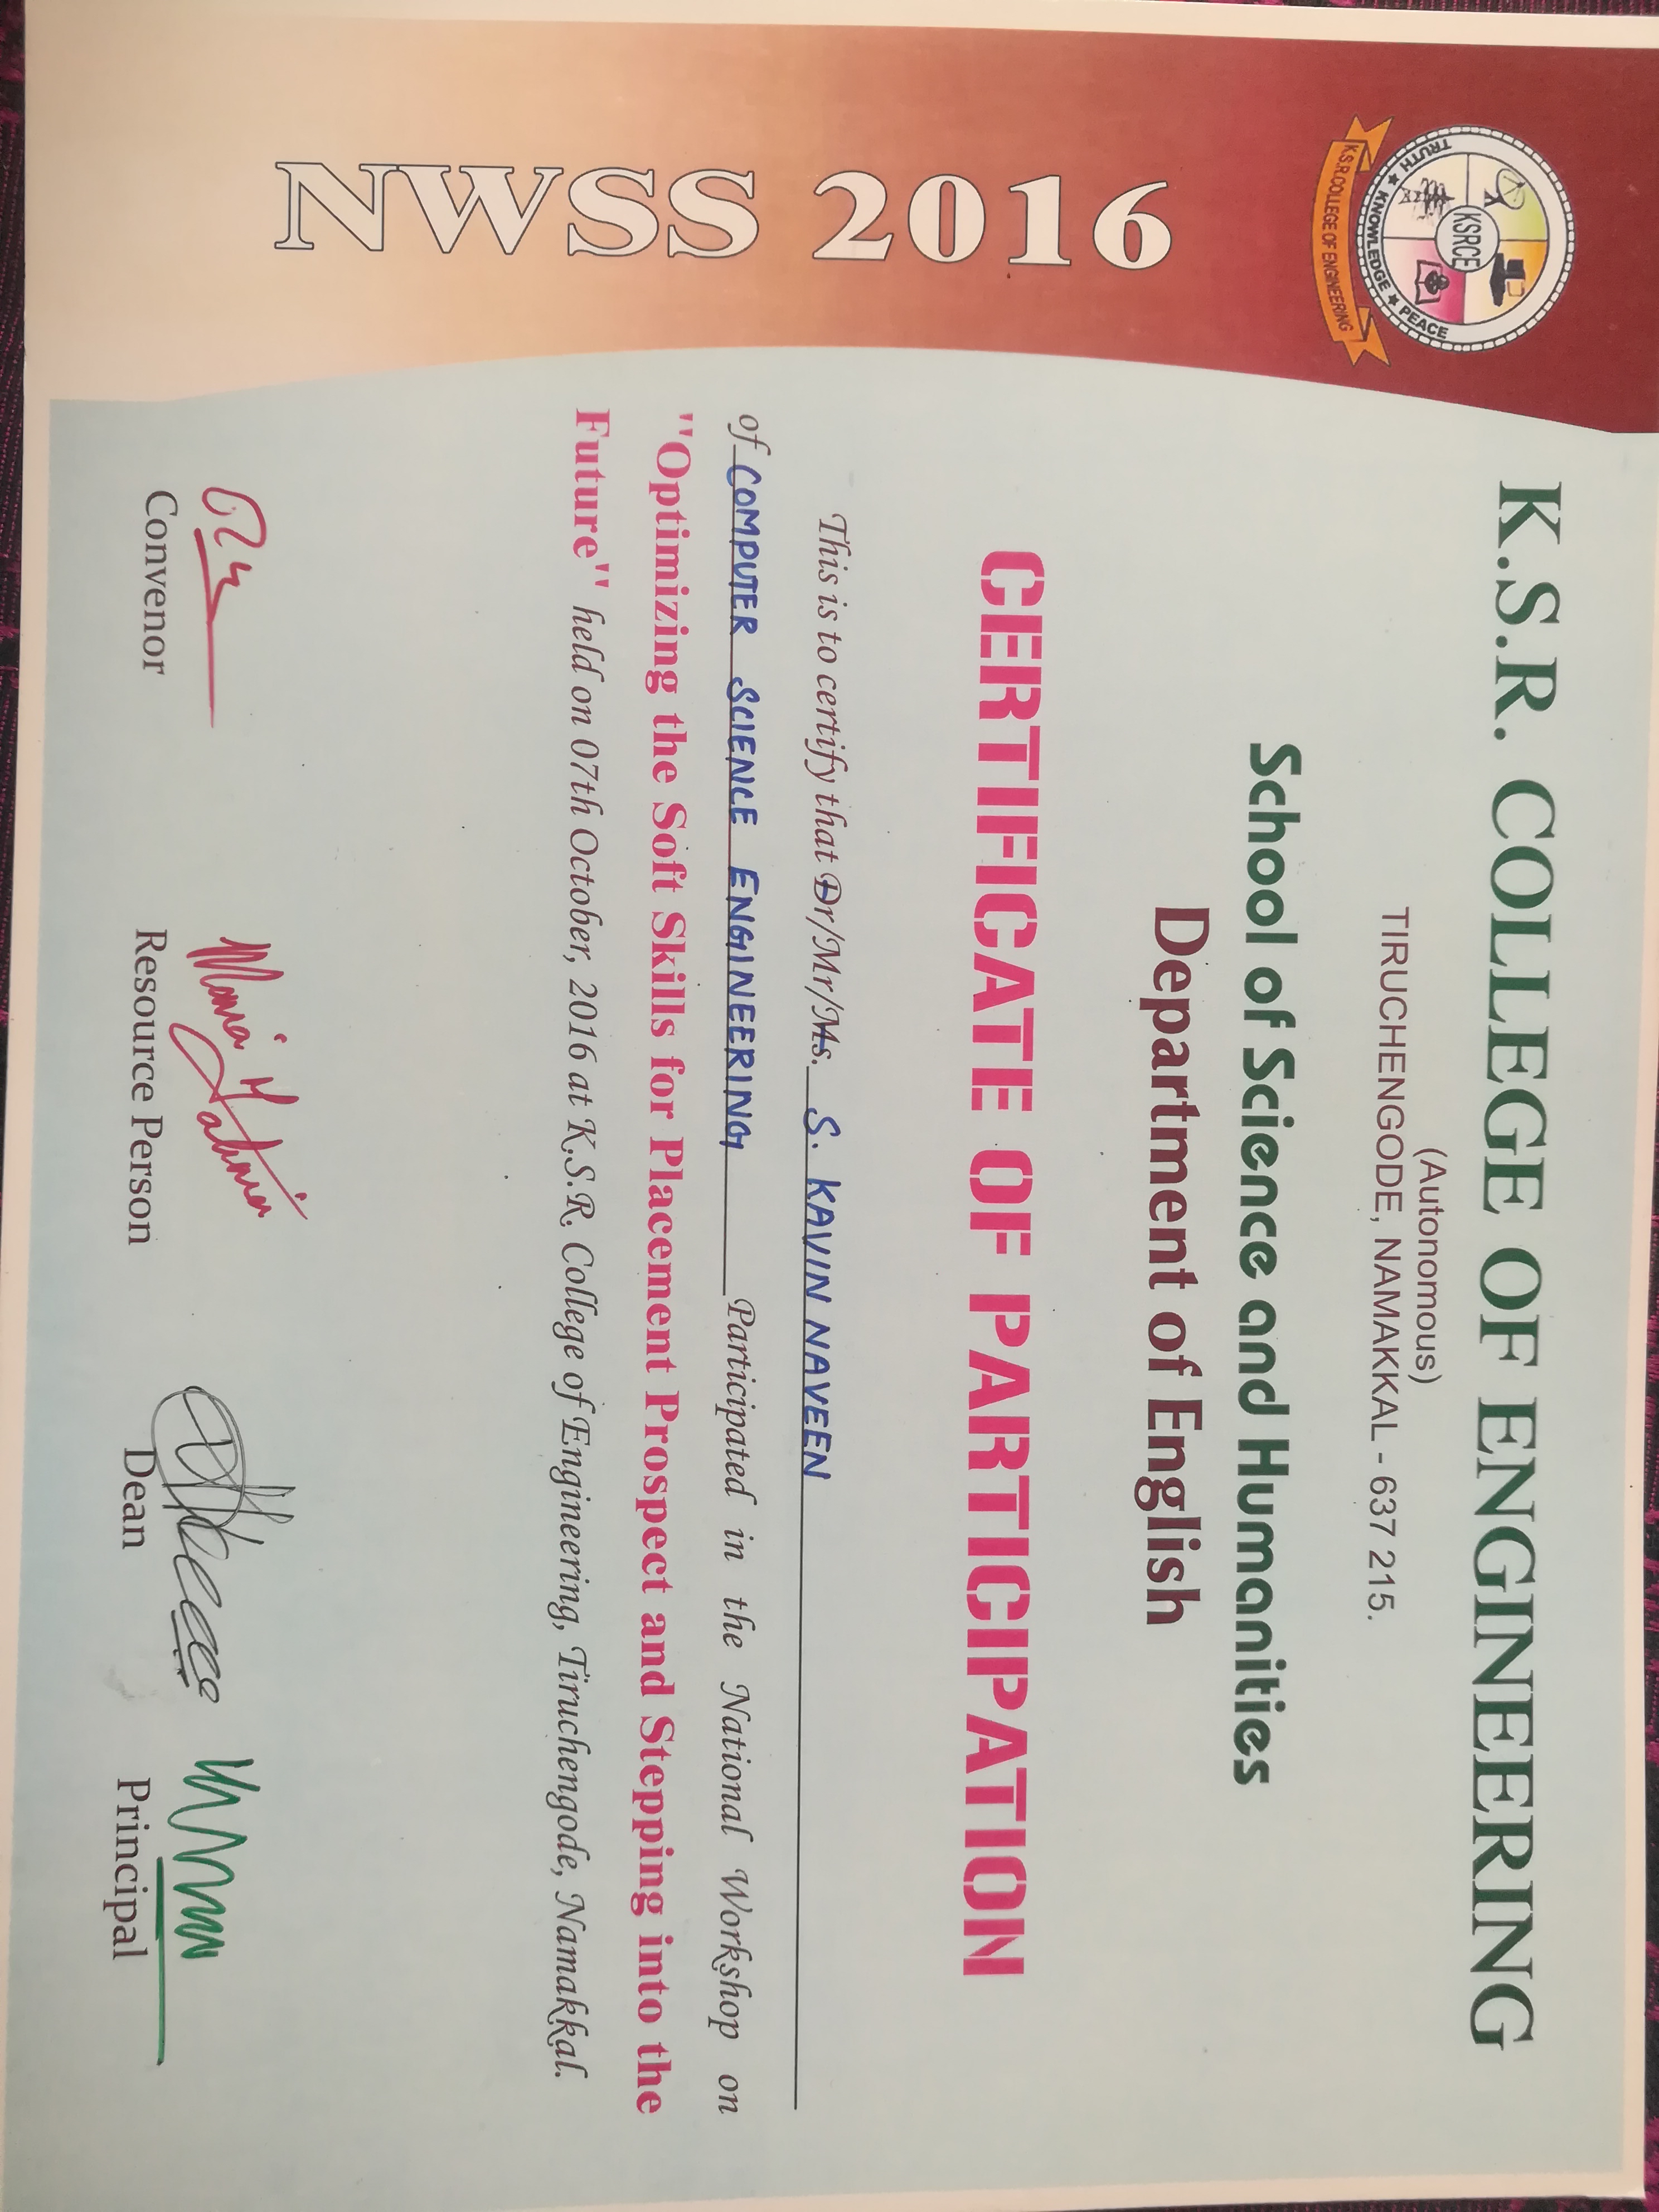 KSRCE
TRUTH ★ KNOWLEDGE ★ PEACE
K.S.R.COLLEGE OF ENGINEERING
NWSS 2016
K.S.R. COLLEGE OF ENGINEERING
(Autonomous)
TIRUCHENGODE, NAMAKKAL - 637 215.
School of Science and Humanities
Department of English
CERTIFICATE OF PARTICIPATION
This is to certify that Dr/Mr/Ms. S. KAVIN NAVEEN
of COMPUTER SCIENCE ENGINEERING Participated in the National Workshop on
"Optimizing the Soft Skills for Placement Prospect and Stepping into the
Future" held on 07th October, 2016 at K.S.R. College of Engineering, Tiruchengode, Namakkal.
Convenor
Resource Person
Dean
Principal